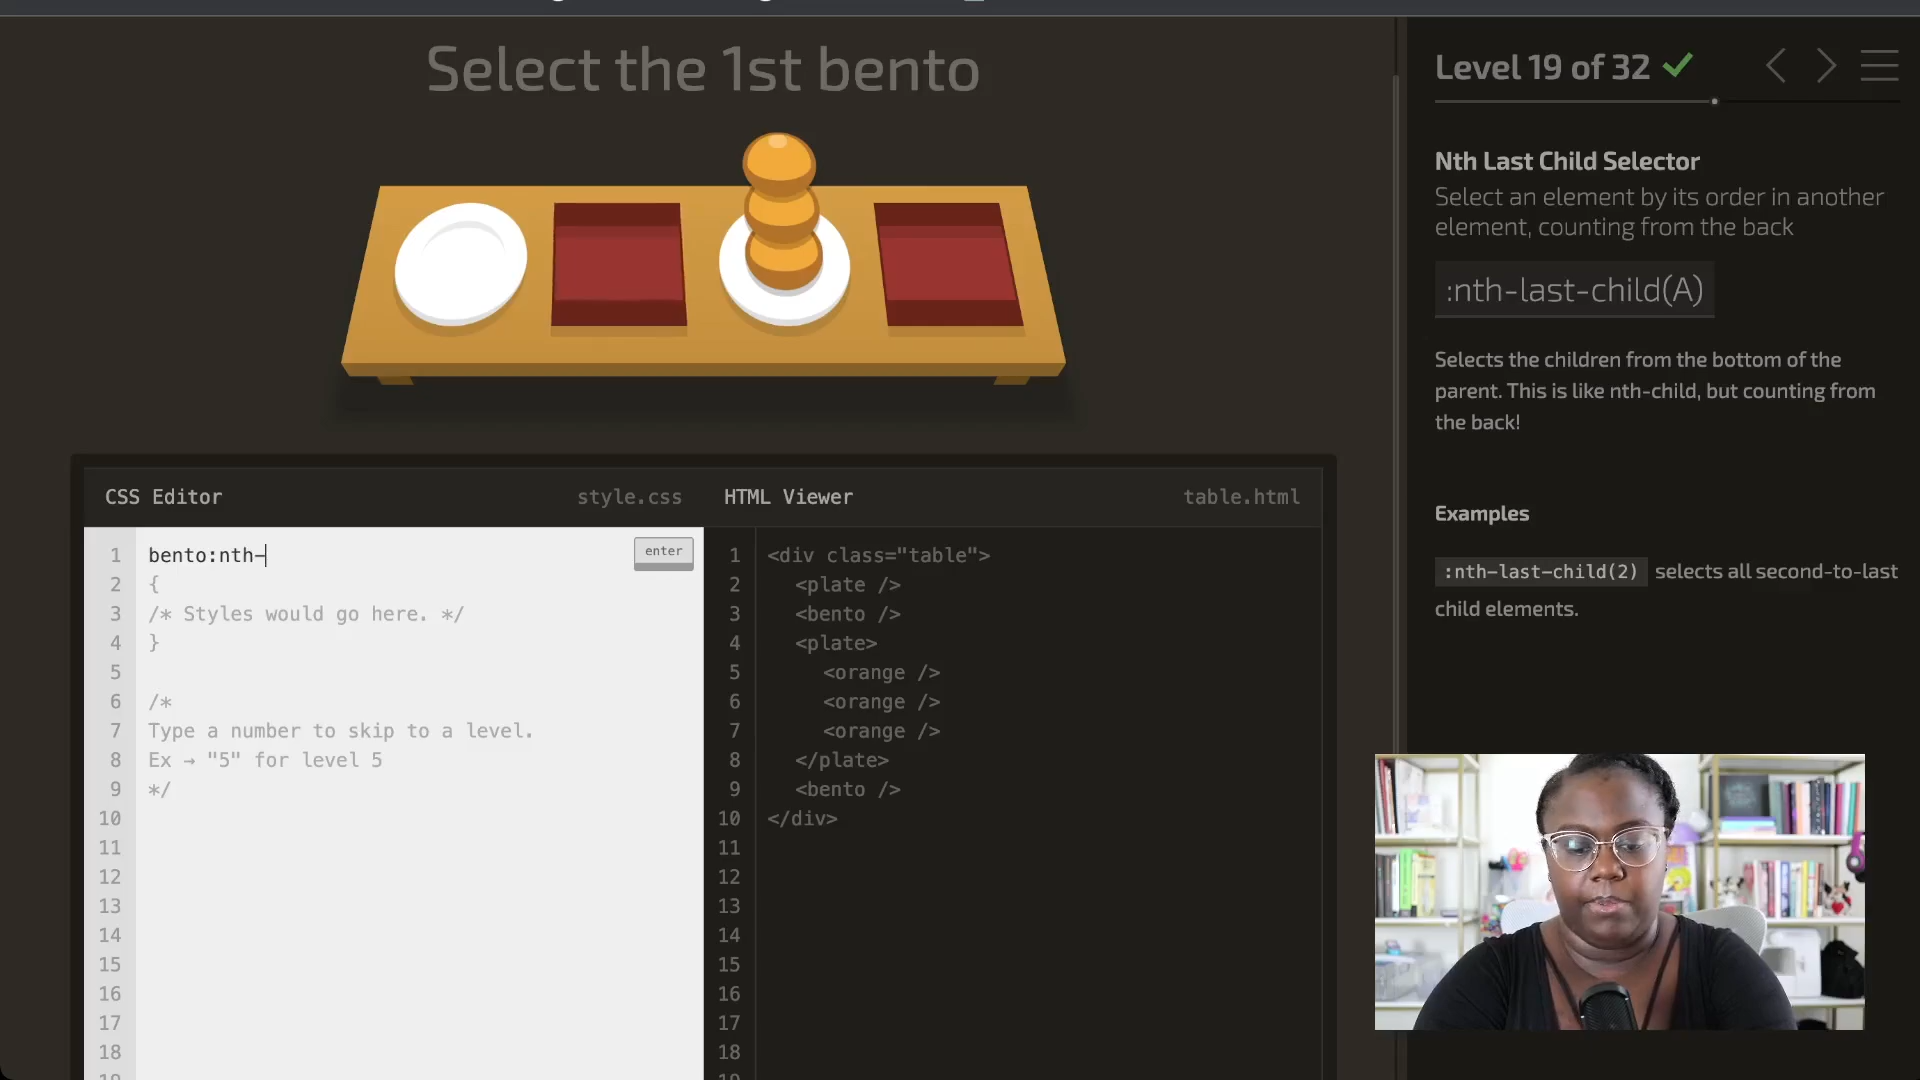 Select the 1st bento
Level 19 of 32
Nth Last Child Selector
Select an element by its order in another
element, counting from the back
:nth-last-child(A)
Selects the children from the bottom of the
parent. This is like nth-child, but counting from
the back!
Examples
:nth-last-child(2) selects all second-to-last
child elements.
CSS Editor
style.css
1 bento:nth-
enter
2 {
3 /* Styles would go here. */
4 }
5
6 /*
7 Type a number to skip to a level.
8 Ex → "5" for level 5
9 */
10
11
12
13
14
15
16
17
18
HTML Viewer
table.html
1 <div class="table">
2 <plate />
3 <bento />
4 <plate>
5 <orange />
6 <orange />
7 <orange />
8 </plate>
9 <bento />
10 </div>
11
12
13
14
15
16
17
18